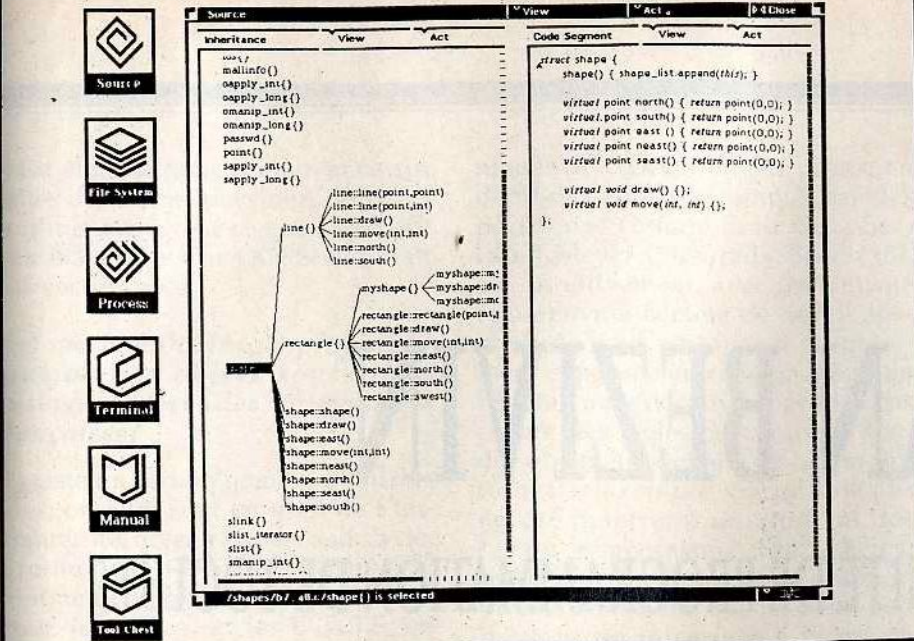 Source View Act Close
Inheritance View Act
mallinfo{}
oapply_int{}
oapply_long{}
omanip_int{}
omanip_long{}
passwd{}
point{}
sapply_int{}
sapply_long{}
line{}
line::line(point,point)
line::line(point,int)
line::draw()
line::move(int,int)
line::north()
line::south()
rectangle{}
myshape{}
rectangle::rectangle(point,
rectangle::draw()
rectangle::move(int,int)
rectangle::neast()
rectangle::north()
rectangle::south()
rectangle::swest()
shape::shape()
shape::draw()
shape::east()
shape::move(int,int)
shape::neast()
shape::north()
shape::seast()
shape::south()
slink{}
slist_iterator{}
slist{}
smanip_int{}
Code Segment View Act
struct shape {
shape() { shape_list.append(this); }
virtual point north() { return point(0,0); }
virtual point south() { return point(0,0); }
virtual point east () { return point(0,0); }
virtual point neast() { return point(0,0); }
virtual point seast() { return point(0,0); }
virtual void draw() {};
virtual void move(int, int) {};
};
is selected
Source
File System
Process
Terminal
Manual
Tool Chest